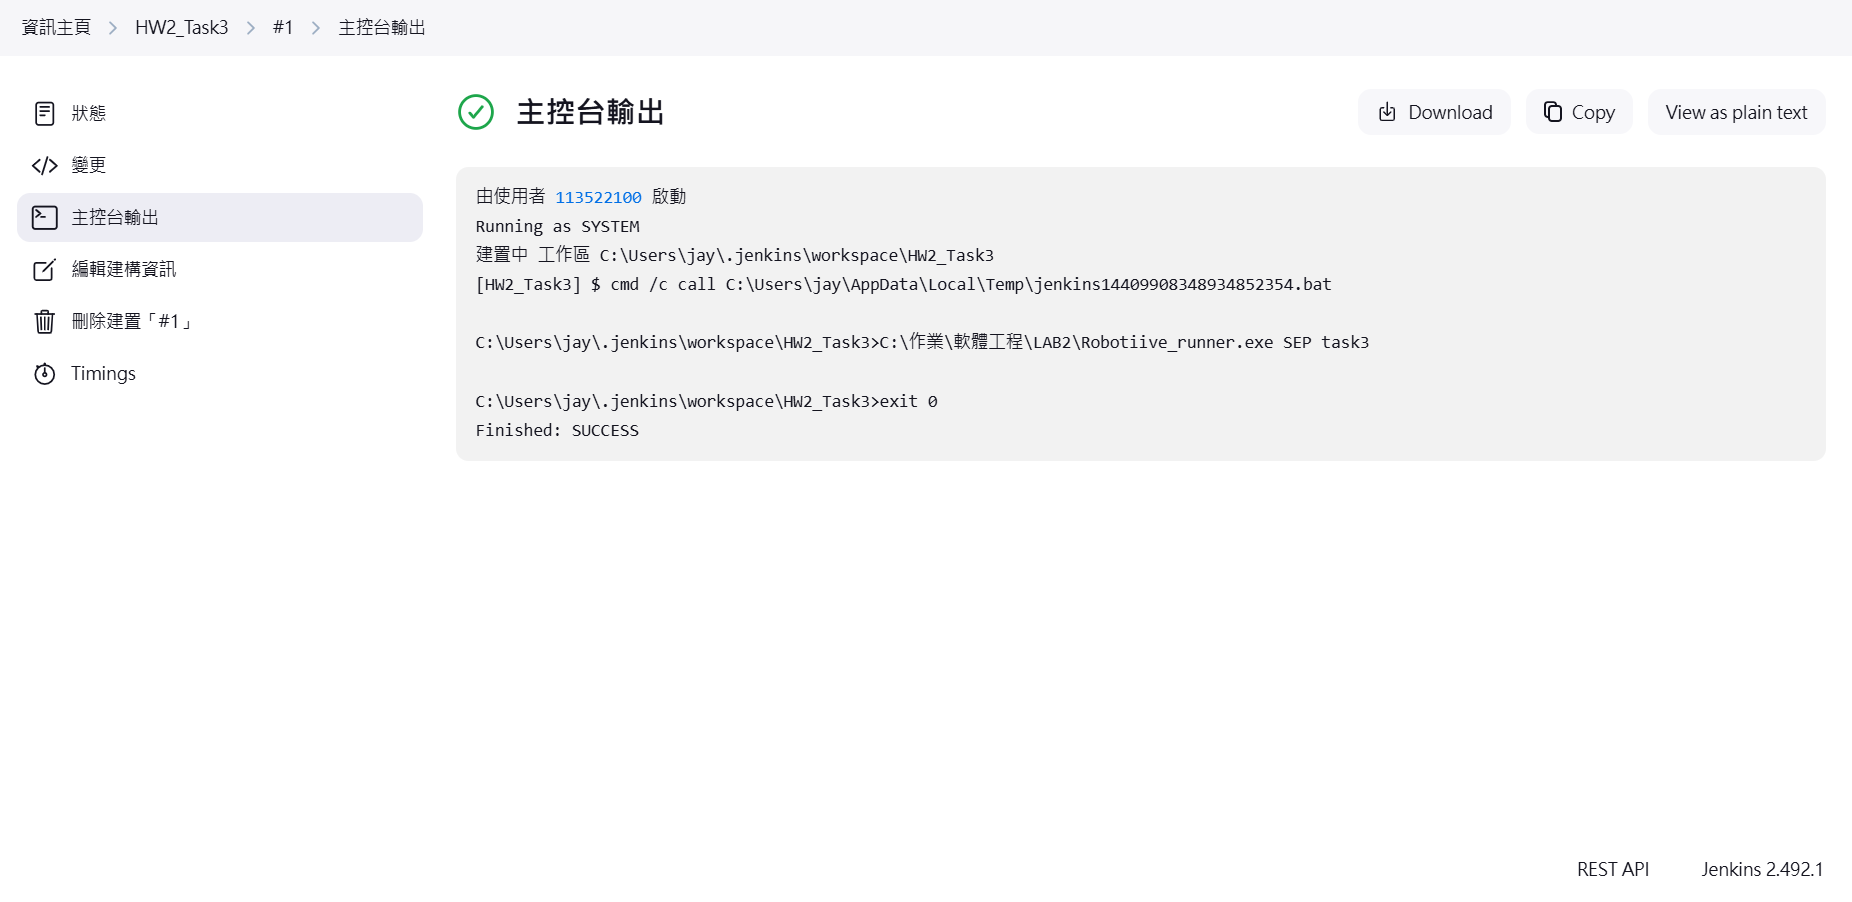 資訊主頁 HW2_Task3 #1 主控台輸出
狀態
變更
主控台輸出
編輯建構資訊
刪除建置「#1」
Timings
主控台輸出
Download
Copy
View as plain text
由使用者 113522100 啟動
Running as SYSTEM
建置中 工作區 C:\Users\jay\.jenkins\workspace\HW2_Task3
[HW2_Task3] $ cmd /c call C:\Users\jay\AppData\Local\Temp\jenkins14409908348934852354.bat
C:\Users\jay\.jenkins\workspace\HW2_Task3>C:\作業\軟體工程\LAB2\Robotiive_runner.exe SEP task3
C:\Users\jay\.jenkins\workspace\HW2_Task3>exit 0
Finished: SUCCESS
REST API
Jenkins 2.492.1